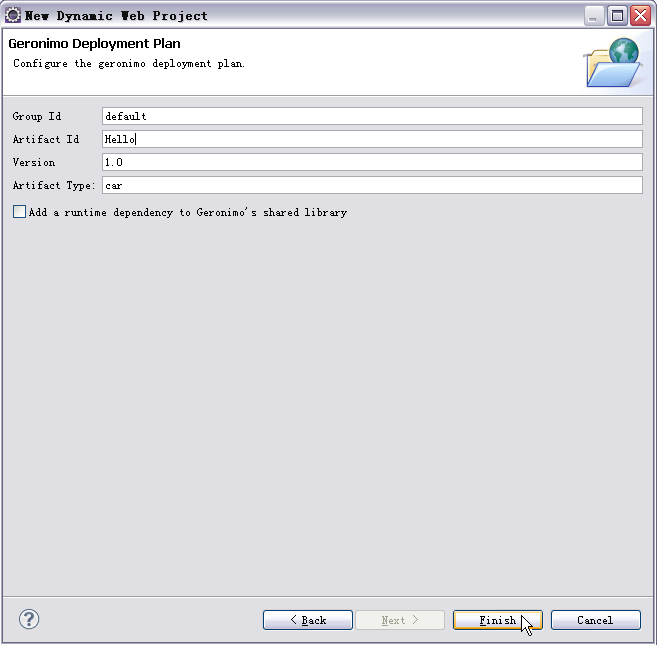 New Dynamic Web Project
Geronimo Deployment Plan
Configure the geronimo deployment plan.
Group Id default
Artifact Id Hello
Version 1.0
Artifact Type: car
Add a runtime dependency to Geronimo's shared library
?
< Back Next > Finish Cancel